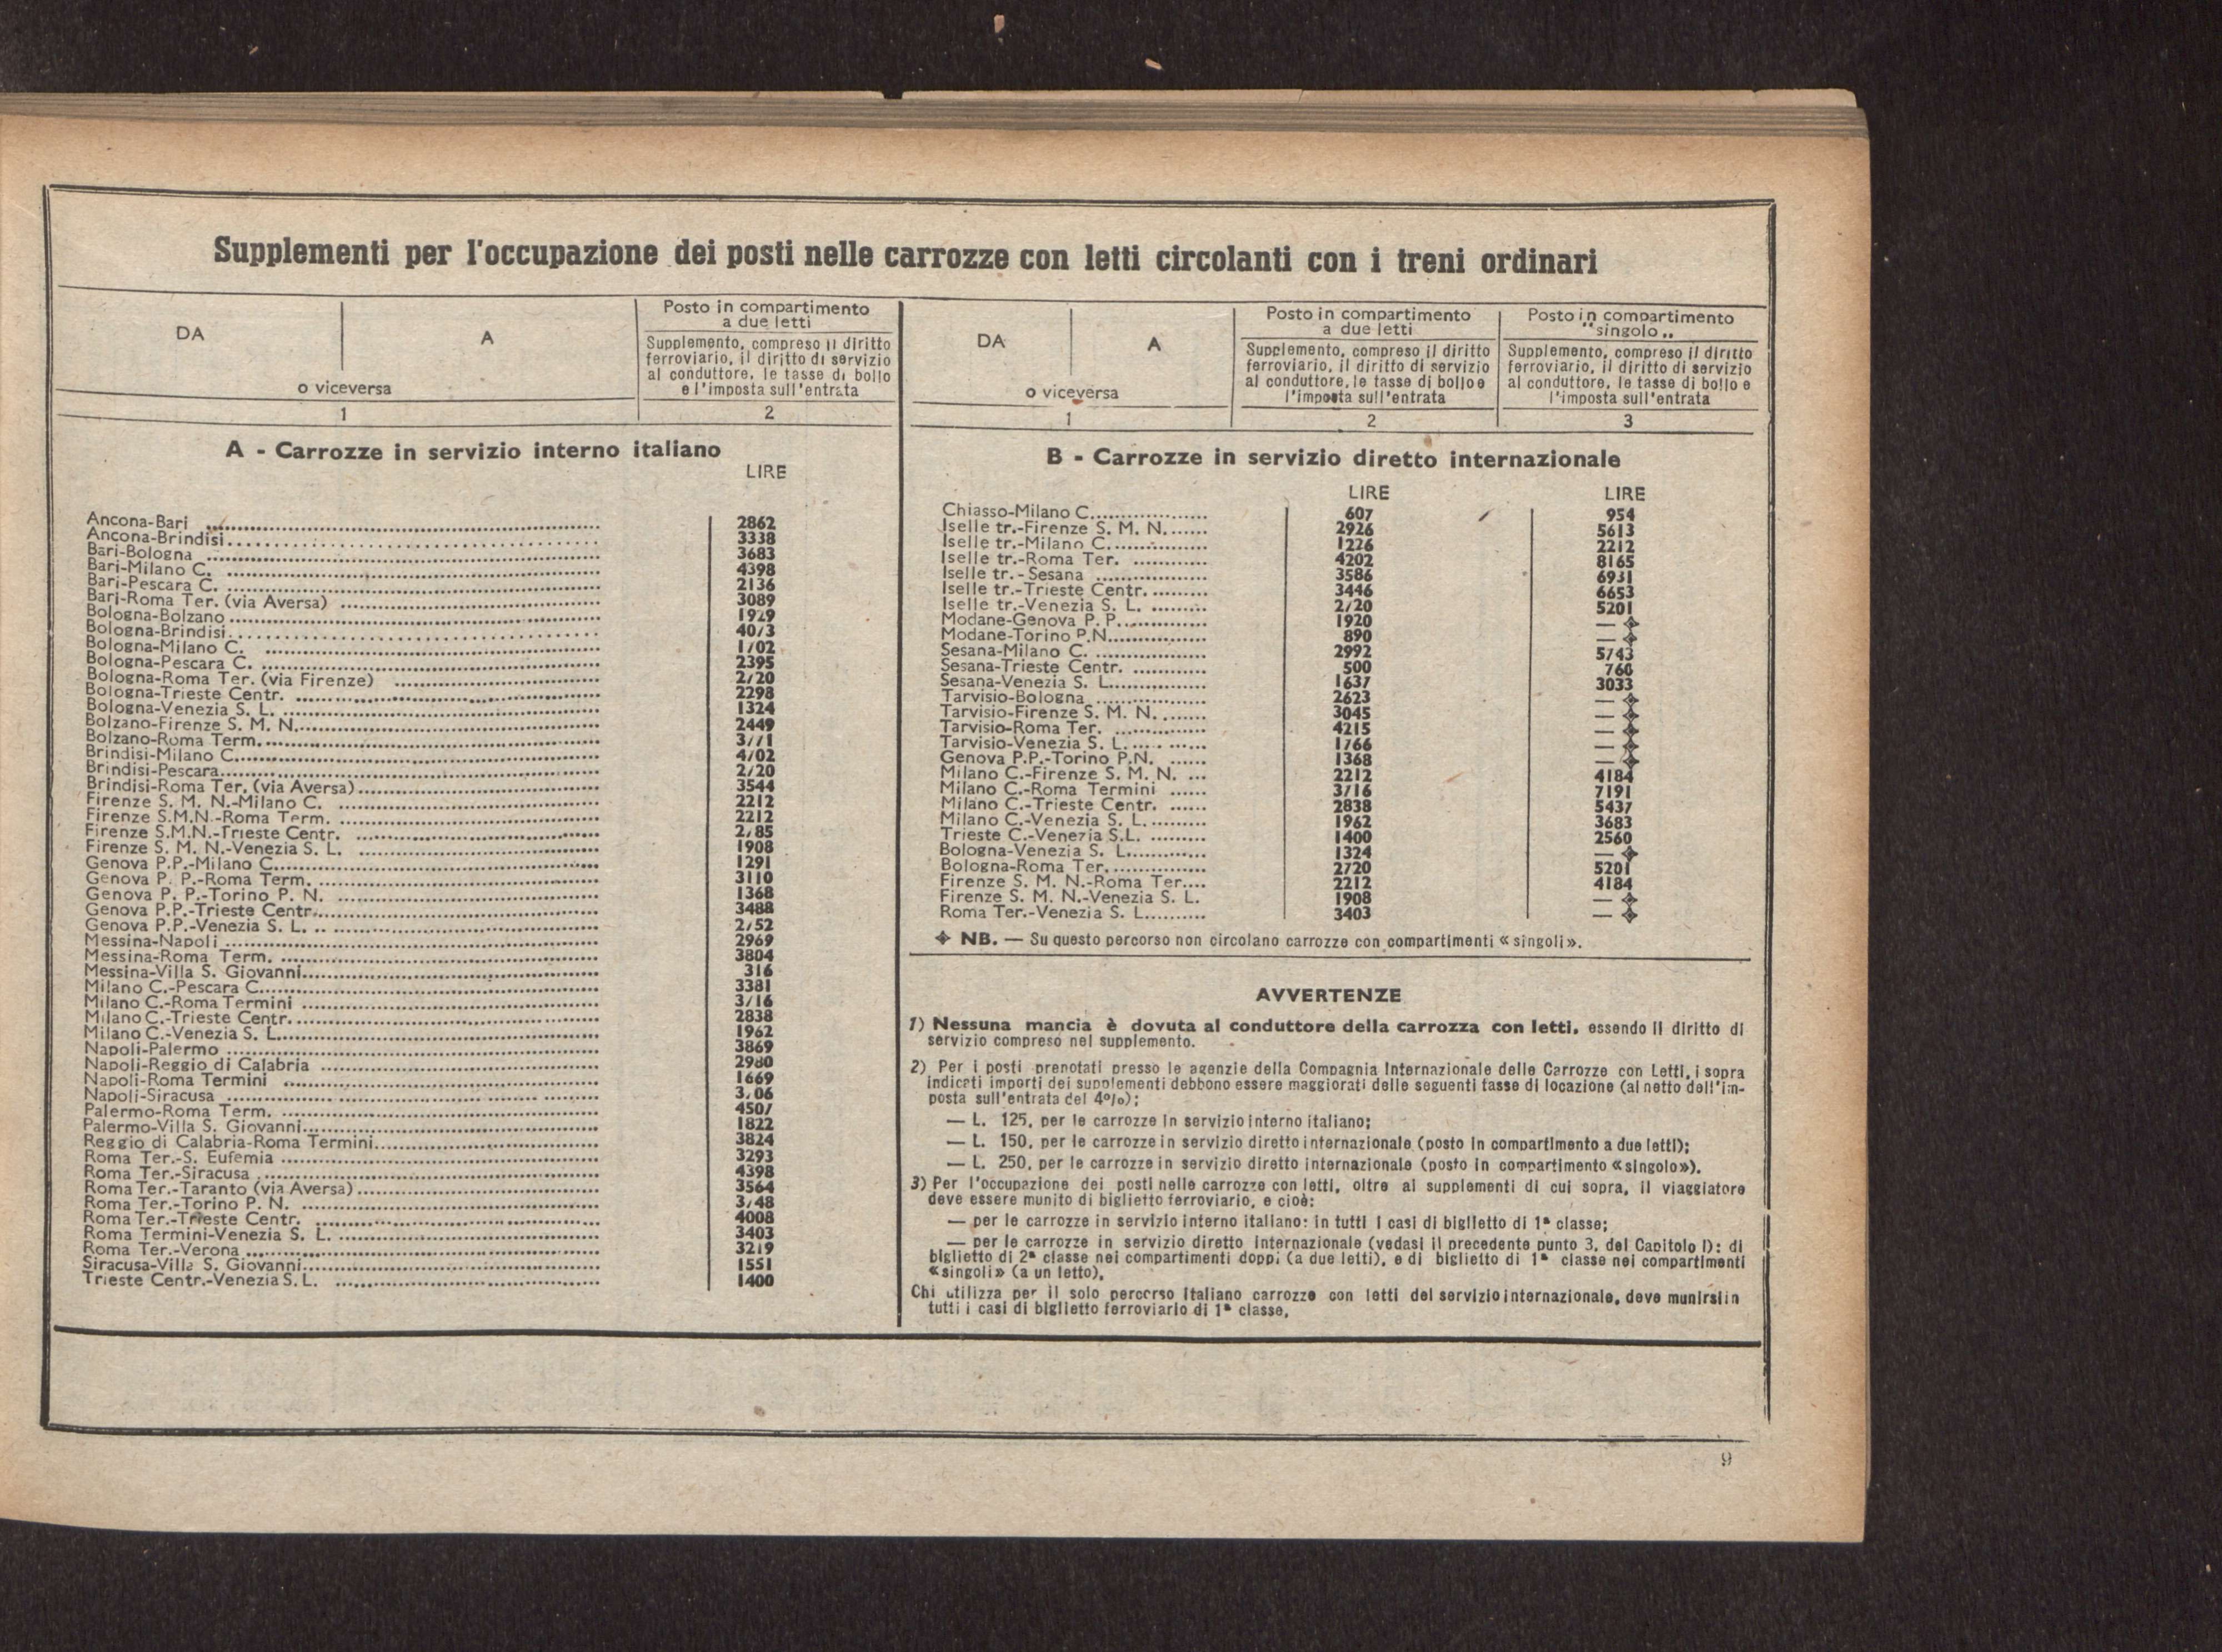 Supplementi per l'occupazione dei posti nelle carrozze con letti circolanti con i treni ordinari
DA
A
o viceversa
1
Posto in compartimento
a due letti
Supplemento, compreso il diritto
ferroviario, il diritto di servizio
al conduttore, le tasse di bollo
e l'imposta sull'entrata
2
A - Carrozze in servizio interno italiano
LIRE
Ancona-Bari 2862
Ancona-Brindisi 3338
Bari-Bologna 3683
Bari-Milano C. 4398
Bari-Pescara C. 2136
Bari-Roma Ter. (via Aversa) 3089
Bologna-Bolzano 1929
Bologna-Brindisi 4073
Bologna-Milano C. 1702
Bologna-Pescara C. 2395
Bologna-Roma Ter. (via Firenze) 2720
Bologna-Trieste Centr. 2298
Bologna-Venezia S. L. 1324
Bolzano-Firenze S. M. N. 2449
Bolzano-Roma Term. 3771
Brindisi-Milano C. 4702
Brindisi-Pescara 2720
Brindisi-Roma Ter. (via Aversa) 3544
Firenze S. M. N.-Milano C. 2212
Firenze S.M.N.-Roma Term. 2212
Firenze S.M.N.-Trieste Centr. 2785
Firenze S. M. N.-Venezia S. L. 1908
Genova P.P.-Milano C. 1291
Genova P. P.-Roma Term. 3110
Genova P. P.-Torino P. N. 1368
Genova P.P.-Trieste Centr. 3488
Genova P.P.-Venezia S. L. 2752
Messina-Napoli 2969
Messina-Roma Term. 3804
Messina-Villa S. Giovanni 316
Milano C.-Pescara C. 3381
Milano C.-Roma Termini 3716
Milano C.-Trieste Centr. 2838
Milano C.-Venezia S. L. 1962
Napoli-Palermo 3869
Napoli-Reggio di Calabria 2980
Napoli-Roma Termini 1669
Napoli-Siracusa 3706
Palermo-Roma Term. 4507
Palermo-Villa S. Giovanni 1822
Reggio di Calabria-Roma Termini 3824
Roma Ter.-S. Eufemia 3293
Roma Ter.-Siracusa 4398
Roma Ter.-Taranto (via Aversa) 3564
Roma Ter.-Torino P. N. 3748
Roma Ter.-Trieste Centr. 4008
Roma Termini-Venezia S. L. 3403
Roma Ter.-Verona 3219
Siracusa-Villa S. Giovanni 1551
Trieste Centr.-Venezia S. L. 1400
DA
A
o viceversa
1
Posto in compartimento
a due letti
Supplemento, compreso il diritto
ferroviario, il diritto di servizio
al conduttore, le tasse di bollo e
l'imposta sull'entrata
2
Posto in compartimento
"singolo„
Supplemento, compreso il diritto
ferroviario, il diritto di servizio
al conduttore, le tasse di bollo e
l'imposta sull'entrata
3
B - Carrozze in servizio diretto internazionale
LIRE LIRE
Chiasso-Milano C. 607 954
Iselle tr.-Firenze S. M. N. 2926 5613
Iselle tr.-Milano C. 1226 2212
Iselle tr.-Roma Ter. 4202 8165
Iselle tr.-Sesana 3586 6931
Iselle tr.-Trieste Centr. 3446 6653
Iselle tr.-Venezia S. L. 2720 5201
Modane-Genova P. P. 1920 — ✦
Modane-Torino P.N. 890 — ✦
Sesana-Milano C. 2992 5743
Sesana-Trieste Centr. 500 760
Sesana-Venezia S. L. 1637 3033
Tarvisio-Bologna 2623 — ✦
Tarvisio-Firenze S. M. N. 3045 — ✦
Tarvisio-Roma Ter. 4215 — ✦
Tarvisio-Venezia S. L. 1766 — ✦
Genova P.P.-Torino P.N. 1368 — ✦
Milano C.-Firenze S. M. N. 2212 4184
Milano C.-Roma Termini 3716 7191
Milano C.-Trieste Centr. 2838 5437
Milano C.-Venezia S. L. 1962 3683
Trieste C.-Venezia S.L. 1400 2560
Bologna-Venezia S. L. 1324 — ✦
Bologna-Roma Ter. 2720 5201
Firenze S. M. N.-Roma Ter. 2212 4184
Firenze S. M. N.-Venezia S. L. 1908 — ✦
Roma Ter.-Venezia S. L. 3403 — ✦
✦ NB. — Su questo percorso non circolano carrozze con compartimenti « singoli ».
AVVERTENZE
1) Nessuna mancia è dovuta al conduttore della carrozza con letti, essendo il diritto di
servizio compreso nel supplemento.
2) Per i posti prenotati presso le agenzie della Compagnia Internazionale delle Carrozze con Letti, i sopra
indicati importi dei supplementi debbono essere maggiorati delle seguenti tasse di locazione (al netto dell'im-
posta sull'entrata del 4%):
— L. 125, per le carrozze in servizio interno italiano;
— L. 150, per le carrozze in servizio diretto internazionale (posto in compartimento a due letti);
— L. 250, per le carrozze in servizio diretto internazionale (posto in compartimento « singolo »).
3) Per l'occupazione dei posti nelle carrozze con letti, oltre ai supplementi di cui sopra, il viaggiatore
deve essere munito di biglietto ferroviario, e cioè:
— per le carrozze in servizio interno italiano: in tutti i casi di biglietto di 1ª classe;
— per le carrozze in servizio diretto internazionale (vedasi il precedente punto 3. del Capitolo I): di
biglietto di 2ª classe nei compartimenti doppi (a due letti), e di biglietto di 1ª classe nei compartimenti
« singoli » (a un letto).
Chi utilizza per il solo percorso italiano carrozze con letti del servizio internazionale, deve munirsi in
tutti i casi di biglietto ferroviario di 1ª classe.
9